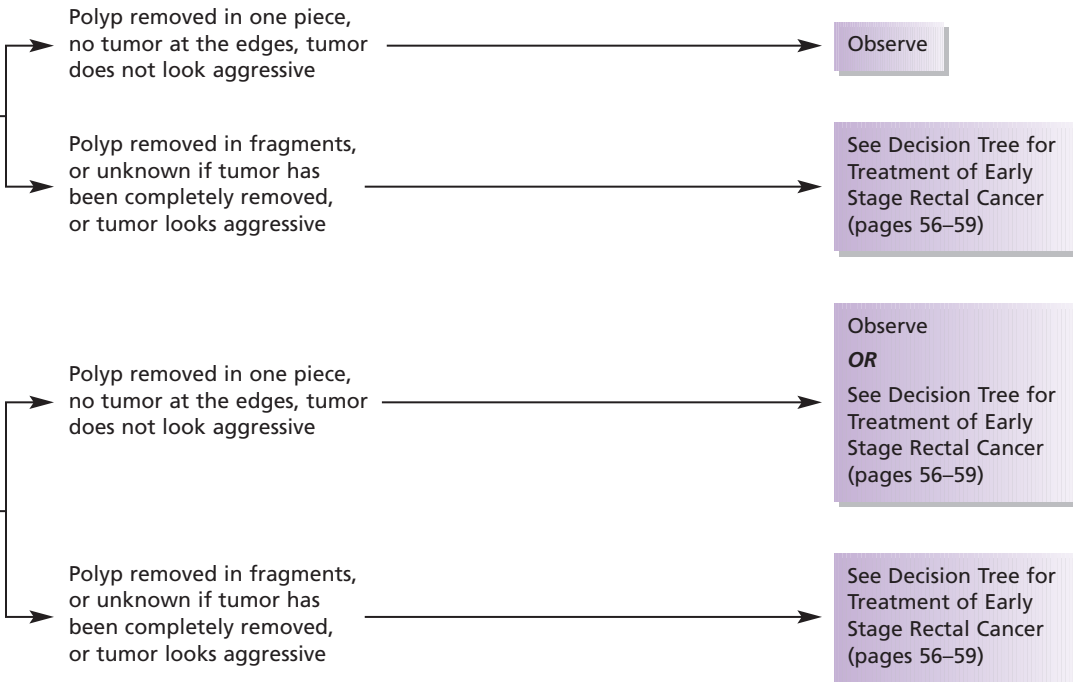 Polyp removed in one piece,
no tumor at the edges, tumor
does not look aggressive
Observe
Polyp removed in fragments,
or unknown if tumor has
been completely removed,
or tumor looks aggressive
See Decision Tree for
Treatment of Early
Stage Rectal Cancer
(pages 56–59)
Polyp removed in one piece,
no tumor at the edges, tumor
does not look aggressive
Observe
OR
See Decision Tree for
Treatment of Early
Stage Rectal Cancer
(pages 56–59)
Polyp removed in fragments,
or unknown if tumor has
been completely removed,
or tumor looks aggressive
See Decision Tree for
Treatment of Early
Stage Rectal Cancer
(pages 56–59)